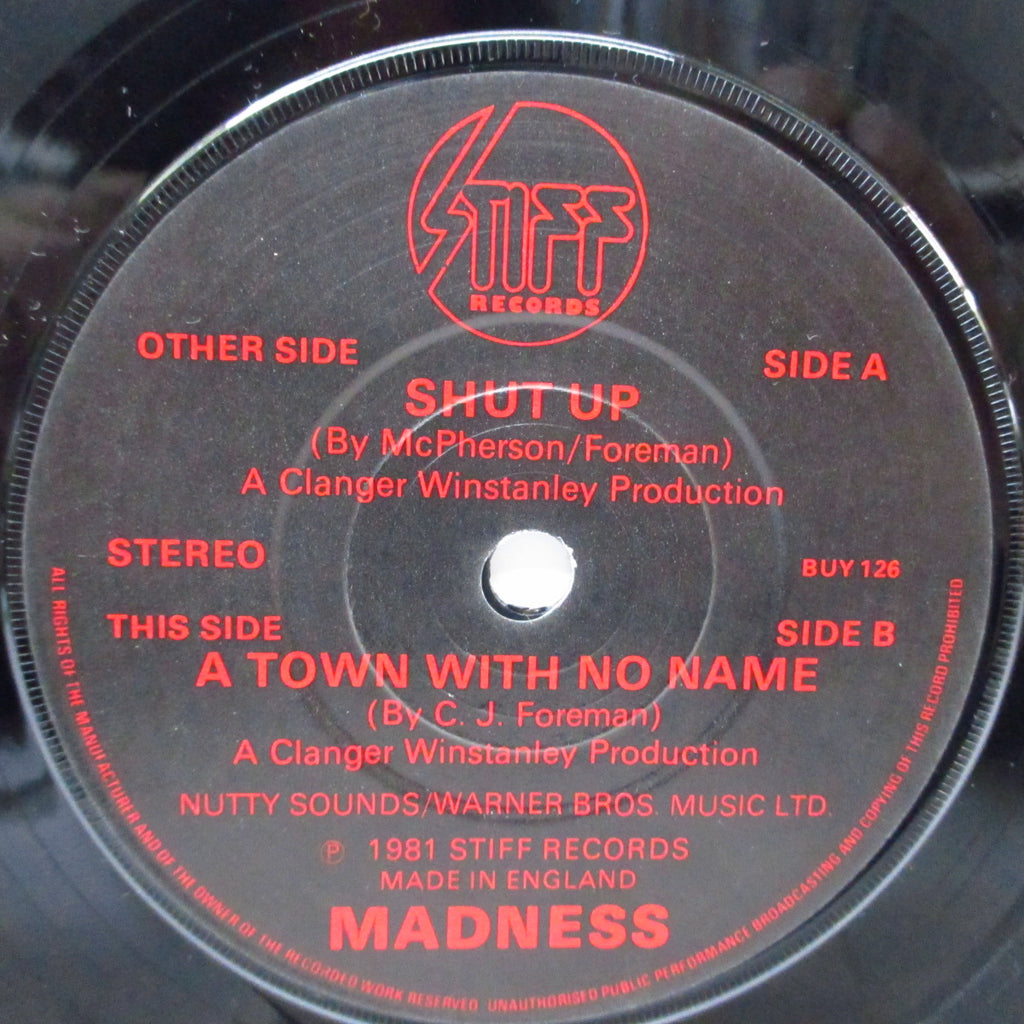 STIFF
RECORDS
OTHER SIDE
SIDE A
SHUT UP
(By McPherson/Foreman)
A Clanger Winstanley Production
STEREO
BUY 126
THIS SIDE
SIDE B
A TOWN WITH NO NAME
(By C. J. Foreman)
A Clanger Winstanley Production
NUTTY SOUNDS/WARNER BROS. MUSIC LTD.
℗ 1981 STIFF RECORDS
MADE IN ENGLAND
MADNESS
ALL RIGHTS OF THE MANUFACTURER AND OF THE OWNER OF THE RECORDED WORK RESERVED UNAUTHORISED PUBLIC PERFORMANCE BROADCASTING AND COPYING OF THIS RECORD PROHIBITED